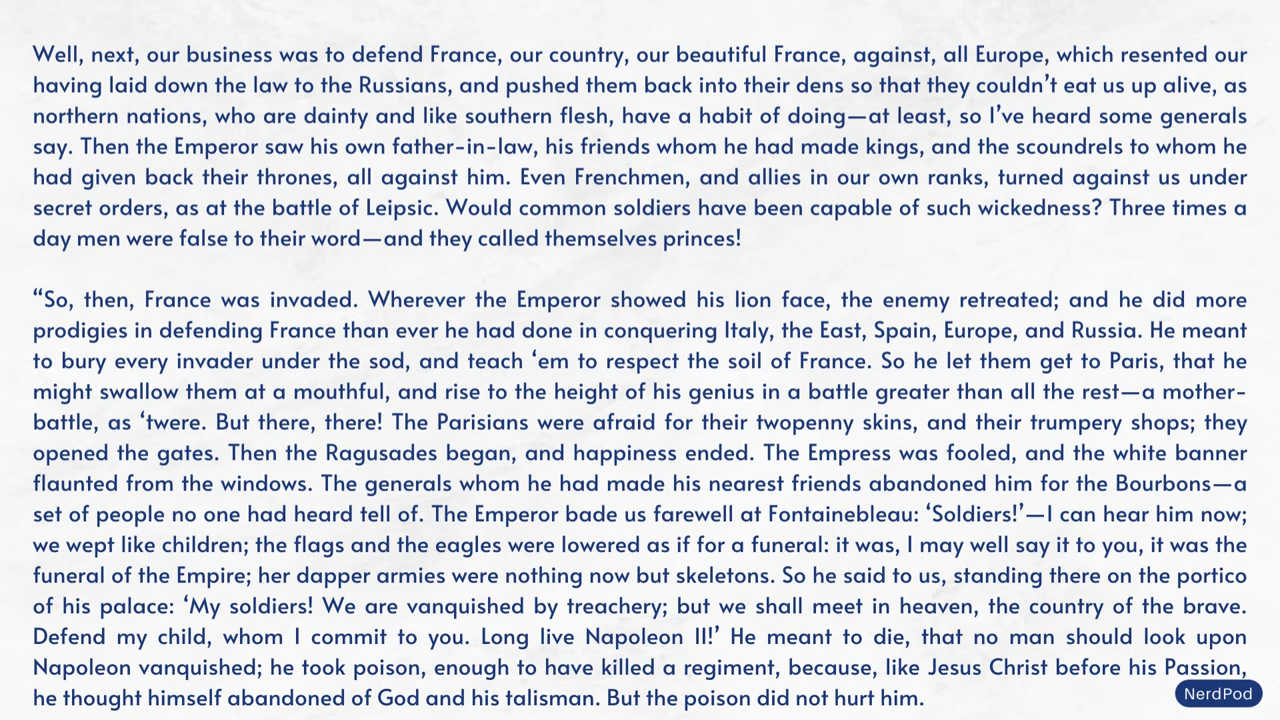 Well, next, our business was to defend France, our country, our beautiful France, against, all Europe, which resented our
having laid down the law to the Russians, and pushed them back into their dens so that they couldn’t eat us up alive, as
northern nations, who are dainty and like southern flesh, have a habit of doing—at least, so I’ve heard some generals
say. Then the Emperor saw his own father-in-law, his friends whom he had made kings, and the scoundrels to whom he
had given back their thrones, all against him. Even Frenchmen, and allies in our own ranks, turned against us under
secret orders, as at the battle of Leipsic. Would common soldiers have been capable of such wickedness? Three times a
day men were false to their word—and they called themselves princes!

“So, then, France was invaded. Wherever the Emperor showed his lion face, the enemy retreated; and he did more
prodigies in defending France than ever he had done in conquering Italy, the East, Spain, Europe, and Russia. He meant
to bury every invader under the sod, and teach ‘em to respect the soil of France. So he let them get to Paris, that he
might swallow them at a mouthful, and rise to the height of his genius in a battle greater than all the rest—a mother-
battle, as ‘twere. But there, there! The Parisians were afraid for their twopenny skins, and their trumpery shops; they
opened the gates. Then the Ragusades began, and happiness ended. The Empress was fooled, and the white banner
flaunted from the windows. The generals whom he had made his nearest friends abandoned him for the Bourbons—a
set of people no one had heard tell of. The Emperor bade us farewell at Fontainebleau: ‘Soldiers!’—I can hear him now;
we wept like children; the flags and the eagles were lowered as if for a funeral: it was, I may well say it to you, it was the
funeral of the Empire; her dapper armies were nothing now but skeletons. So he said to us, standing there on the portico
of his palace: ‘My soldiers! We are vanquished by treachery; but we shall meet in heaven, the country of the brave.
Defend my child, whom I commit to you. Long live Napoleon II!’ He meant to die, that no man should look upon
Napoleon vanquished; he took poison, enough to have killed a regiment, because, like Jesus Christ before his Passion,
he thought himself abandoned of God and his talisman. But the poison did not hurt him.
NerdPod